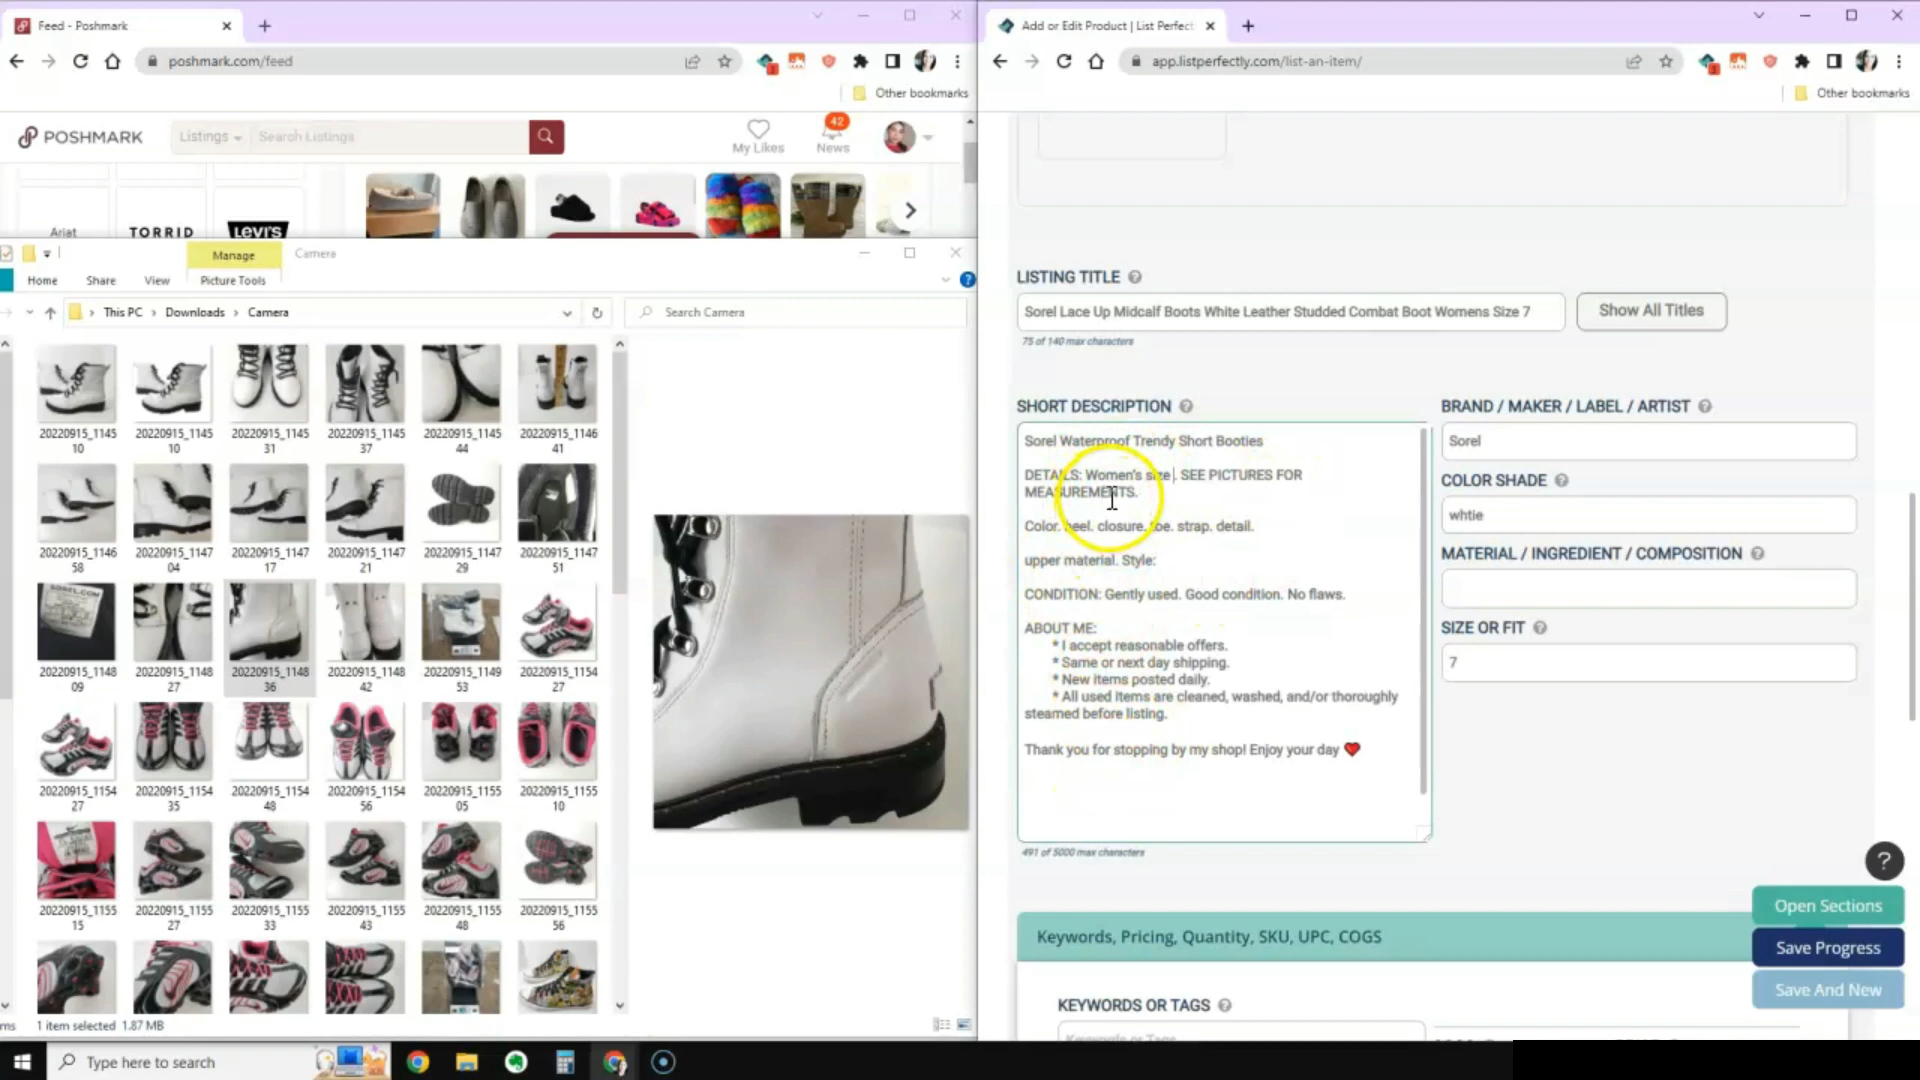 Feed - Poshmark
poshmark.com/feed
Other bookmarks
POSHMARK
Listings
Search Listings
My Likes
42
News
Ariat
TORRID
LEVI'S
Manage
Camera
Home
Share
View
Picture Tools
This PC > Downloads > Camera
Search Camera
20220915_1145
10
20220915_1145
10
20220915_1145
31
20220915_1145
37
20220915_1145
44
20220915_1146
41
20220915_1146
58
20220915_1147
04
20220915_1147
17
20220915_1147
21
20220915_1147
29
20220915_1147
51
20220915_1148
09
20220915_1148
27
20220915_1148
36
20220915_1148
42
20220915_1149
53
20220915_1154
27
20220915_1154
27
20220915_1154
35
20220915_1154
48
20220915_1154
56
20220915_1155
05
20220915_1155
10
20220915_1155
15
20220915_1155
27
20220915_1155
33
20220915_1155
43
20220915_1155
48
20220915_1155
56
ms
1 item selected 1.87 MB
Add or Edit Product | List Perfect
app.listperfectly.com/list-an-item/
Other bookmarks
LISTING TITLE
Sorel Lace Up Midcalf Boots White Leather Studded Combat Boot Womens Size 7
Show All Titles
75 of 140 max characters
SHORT DESCRIPTION
Sorel Waterproof Trendy Short Booties
DETAILS: Women's size . SEE PICTURES FOR
MEASUREMENTS.
Color. heel. closure. toe. strap. detail.
upper material. Style:
CONDITION: Gently used. Good condition. No flaws.
ABOUT ME:
* I accept reasonable offers.
* Same or next day shipping.
* New items posted daily.
* All used items are cleaned, washed, and/or thoroughly
steamed before listing.
Thank you for stopping by my shop! Enjoy your day ❤
491 of 5000 max characters
BRAND / MAKER / LABEL / ARTIST
Sorel
COLOR SHADE
whtie
MATERIAL / INGREDIENT / COMPOSITION
SIZE OR FIT
7
Open Sections
Save Progress
Save And New
Keywords, Pricing, Quantity, SKU, UPC, COGS
KEYWORDS OR TAGS
Keywords or Tags
Type here to search